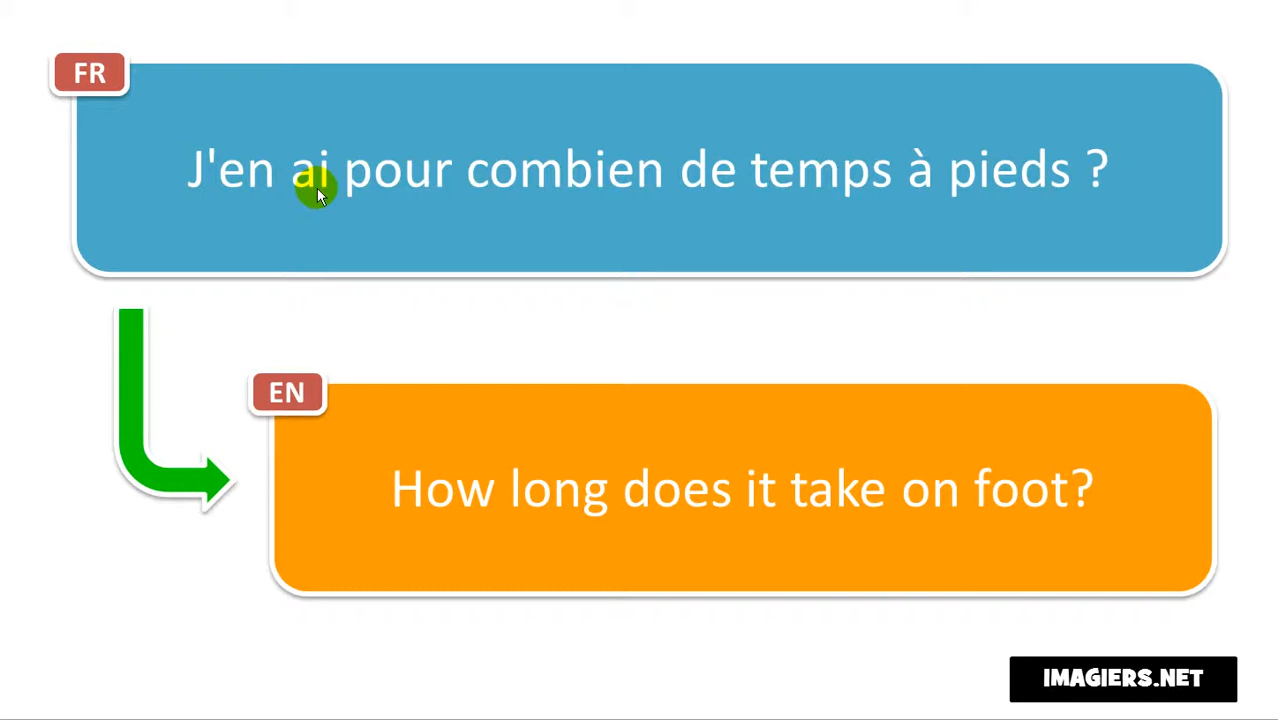 FR
J'en ai pour combien de temps à pieds ?
EN
How long does it take on foot?
IMAGIERS.NET